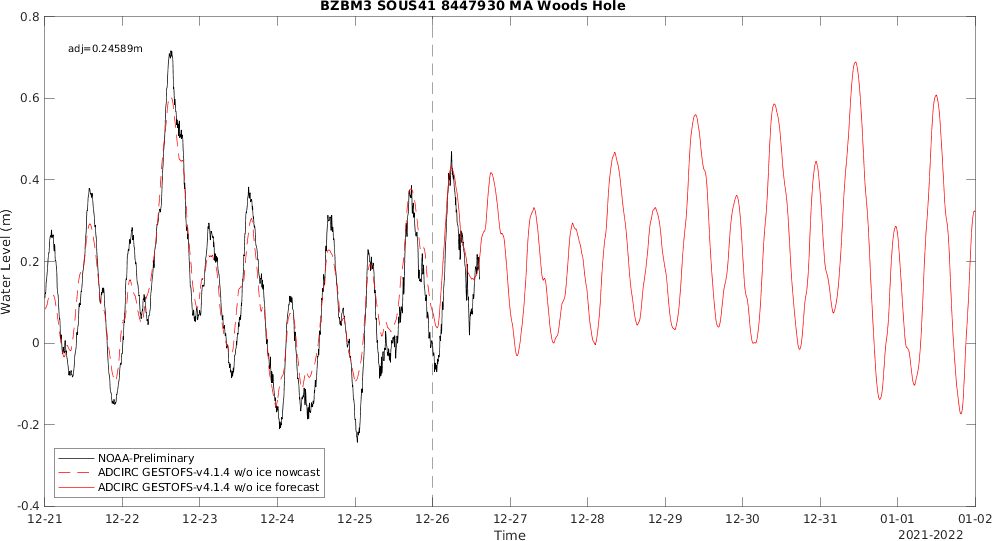 BZBM3 SOUS41 8447930 MA Woods Hole
adj=0.24589m
Water Level (m)
0.8
0.6
0.4
0.2
0
-0.2
-0.4
NOAA-Preliminary
ADCIRC GESTOFS-v4.1.4 w/o ice nowcast
ADCIRC GESTOFS-v4.1.4 w/o ice forecast
12-21 12-22 12-23 12-24 12-25 12-26 12-27 12-28 12-29 12-30 12-31 01-01 01-02
Time
2021-2022